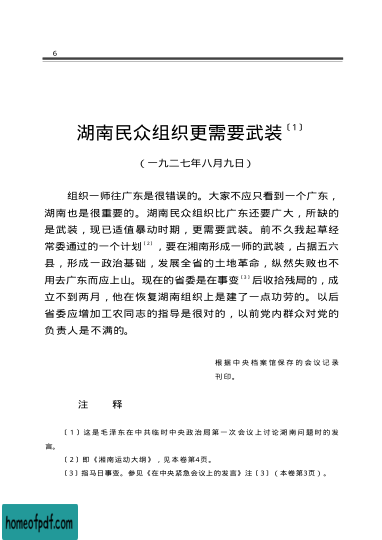 6
湖南民众组织更需要武装〔1〕
（一九二七年八月九日）
组织一师往广东是很错误的。大家不应只看到一个广东，
湖南也是很重要的。湖南民众组织比广东还要广大，所缺的
是武装，现已适值暴动时期，更需要武装。前不久我起草经
常委通过的一个计划〔2〕，要在湘南形成一师的武装，占据五六
县，形成一政治基础，发展全省的土地革命，纵然失败也不
用去广东而应上山。现在的省委是在事变〔3〕后收拾残局的，成
立不到两月，他在恢复湖南组织上是建了一点功劳的。以后
省委应增加工农同志的指导是很对的，以前党内群众对党的
负责人是不满的。
根据中央档案馆保存的会议记录
刊印。
注 释
〔1〕这是毛泽东在中共临时中央政治局第一次会议上讨论湖南问题时的发
言。
〔2〕即《湘南运动大纲》，见本卷第4页。
〔3〕指马日事变。参见《在中央紧急会议上的发言》注〔3〕（本卷第3页）。
homeofpdf.com